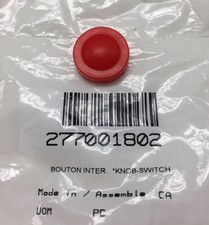 277001802
BOUTON INTER. *KNOB-SWITCH
Made in / Assemble CA
UOM PC